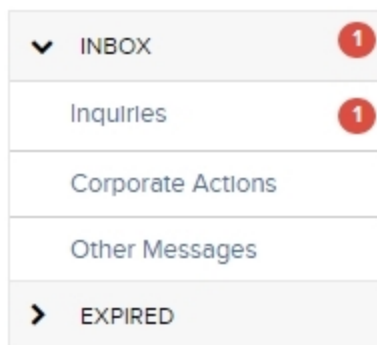 INBOX 1
Inquiries 1
Corporate Actions
Other Messages
EXPIRED